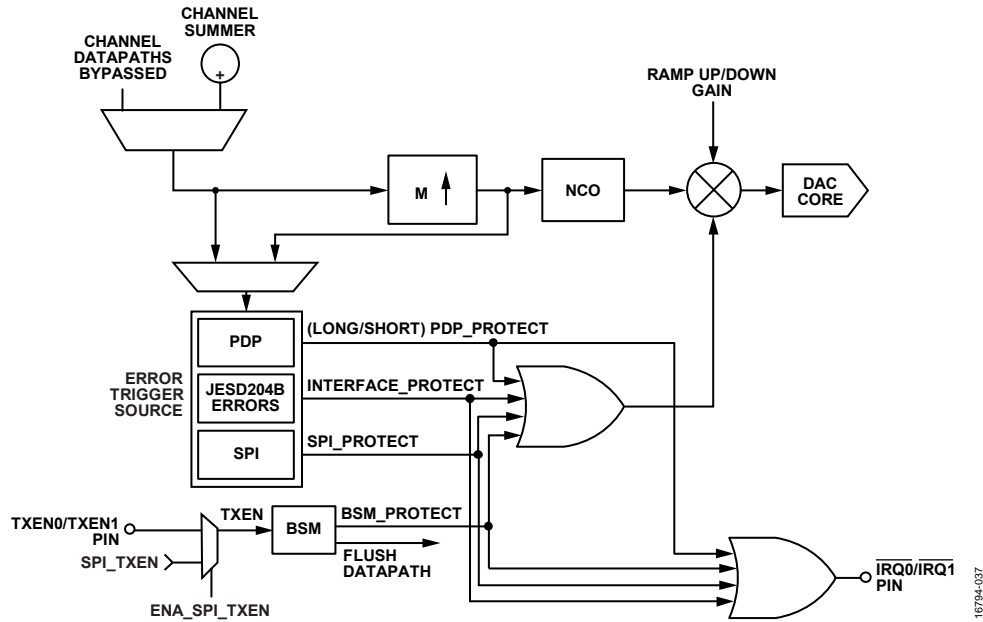 CHANNEL
SUMMER
CHANNEL
DATAPATHS
BYPASSED
+
RAMP UP/DOWN
GAIN
M
NCO
DAC
CORE
(LONG/SHORT) PDP_PROTECT
PDP
ERROR
TRIGGER
SOURCE
JESD204B
ERRORS
INTERFACE_PROTECT
SPI
SPI_PROTECT
TXEN0/TXEN1
PIN
TXEN
BSM
BSM_PROTECT
SPI_TXEN
FLUSH
DATAPATH
ENA_SPI_TXEN
IRQ0/IRQ1
PIN
16794-037